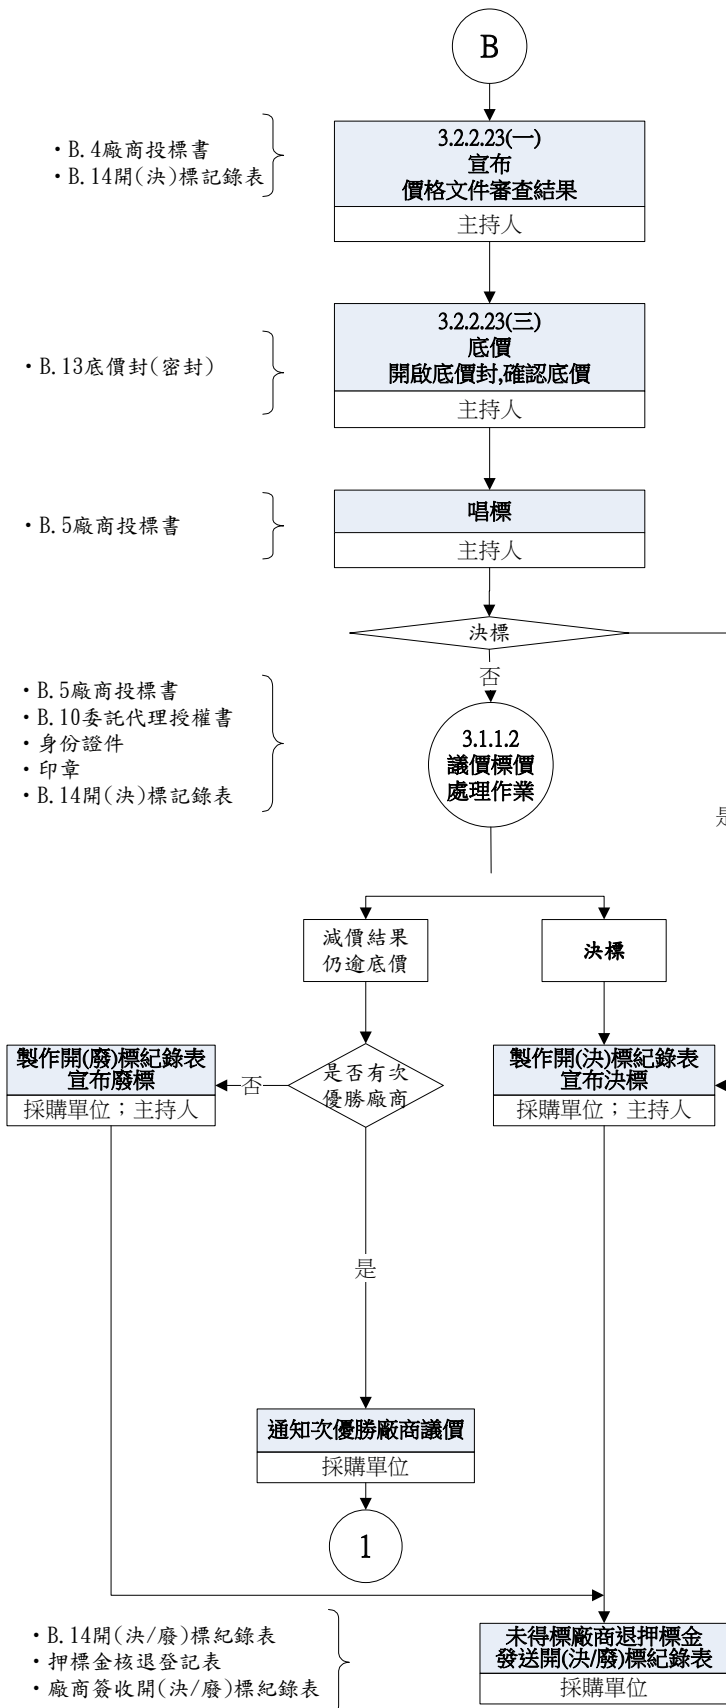 B
・B.4廠商投標書
・B.14開(決)標記錄表
3.2.2.23(一)
宣布
價格文件審查結果
主持人
・B.13底價封(密封)
3.2.2.23(三)
底價
開啟底價封,確認底價
主持人
・B.5廠商投標書
唱標
主持人
決標
否
・B.5廠商投標書
・B.10委託代理授權書
・身份證件
・印章
・B.14開(決)標記錄表
3.1.1.2
議價標價
處理作業
是
減價結果
仍逾底價
決標
製作開(廢)標紀錄表
宣布廢標
採購單位；主持人
否
是否有次
優勝廠商
製作開(決)標紀錄表
宣布決標
採購單位；主持人
是
通知次優勝廠商議價
採購單位
1
・B.14開(決/廢)標紀錄表
・押標金核退登記表
・廠商簽收開(決/廢)標紀錄表
未得標廠商退押標金
發送開(決/廢)標紀錄表
採購單位